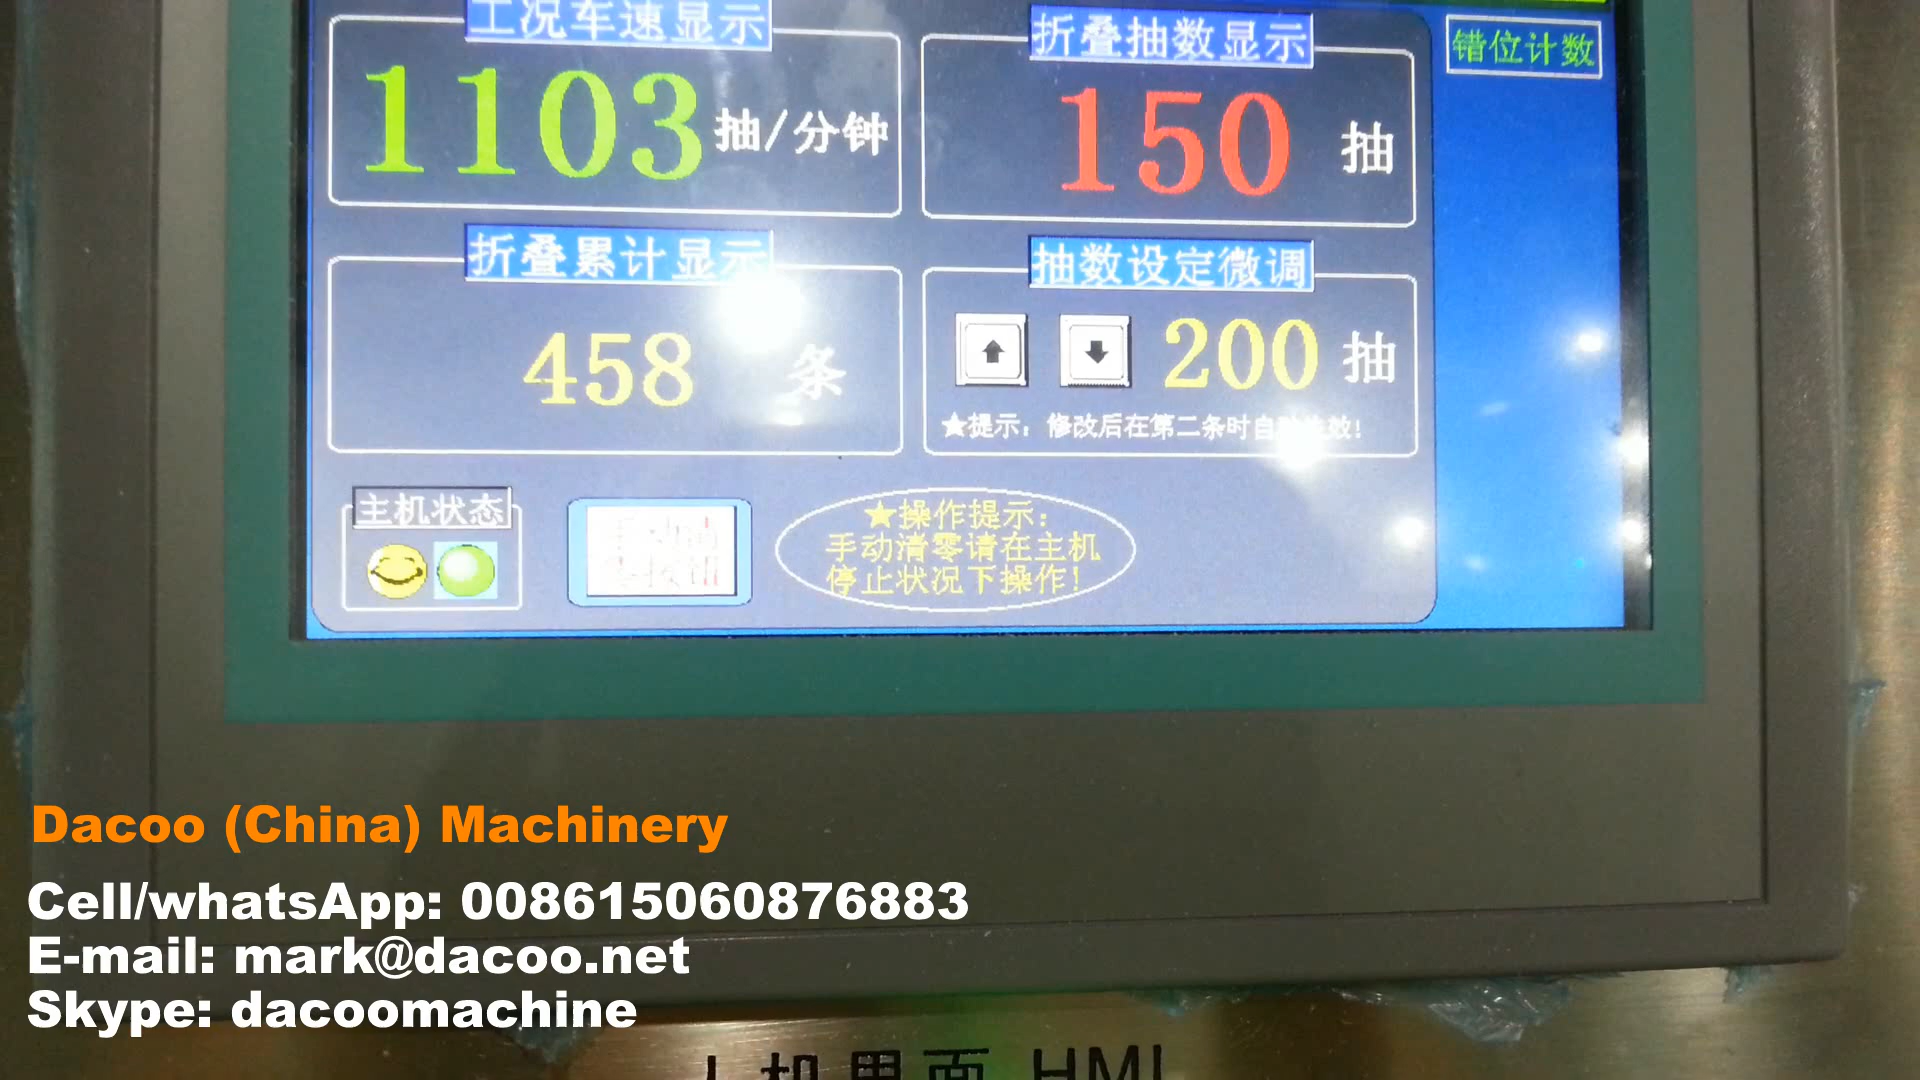 工况车速显示
1103 抽/分钟
折叠抽数显示
150 抽
错位计数
折叠累计显示
458 条
抽数设定微调
200 抽
★提示: 修改后在第二条时自 效!
主机状态
★操作提示:
手动清零请在主机
停止状况下操作!
Dacoo (China) Machinery
Cell/whatsApp: 008615060876883
E-mail: mark@dacoo.net
Skype: dacoomachine
人机界面 HMI